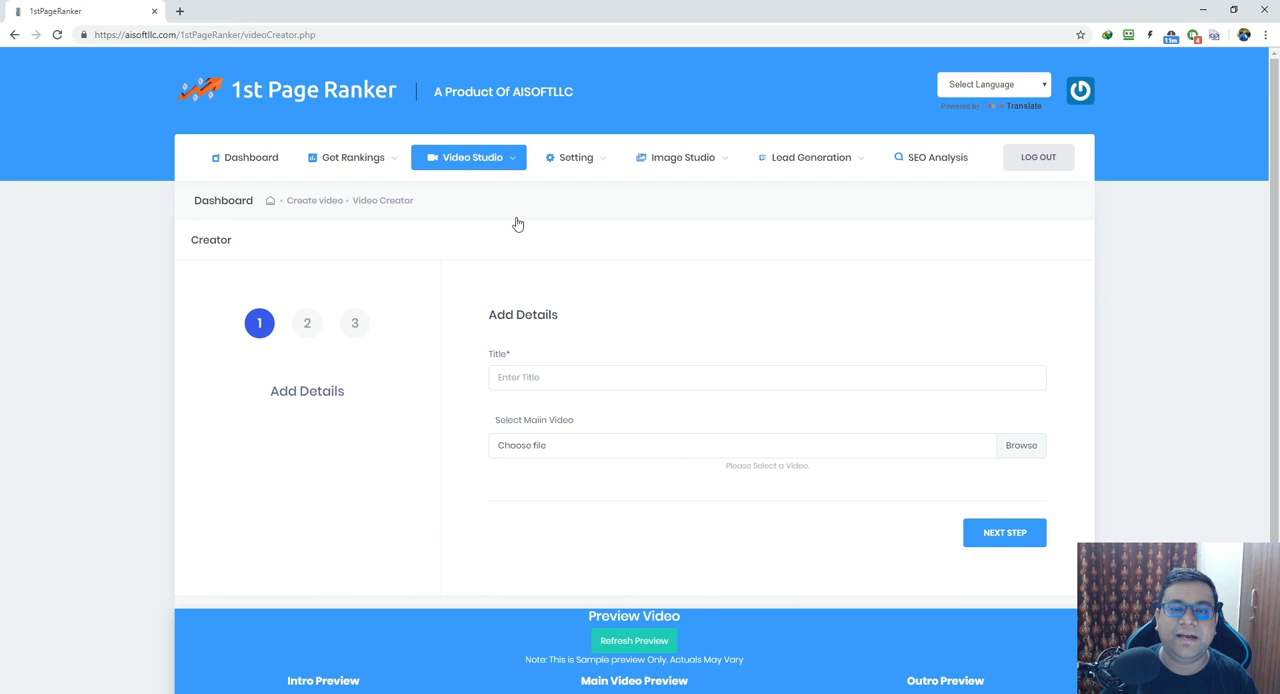 1stPageRanker
https://aisoftllc.com/1stPageRanker/videoCreator.php
11m
4
1st Page Ranker
A Product Of AISOFTLLC
Select Language
Powered by Translate
Dashboard
Get Rankings
Video Studio
Setting
Image Studio
Lead Generation
SEO Analysis
LOG OUT
Dashboard
Create video
Video Creator
Creator
1
2
3
Add Details
Add Details
Title*
Enter Title
Select Maiin Video
Choose file
Browse
Please Select a Video.
NEXT STEP
Preview Video
Refresh Preview
Note: This is Sample preview Only. Actuals May Vary
Intro Preview
Main Video Preview
Outro Preview